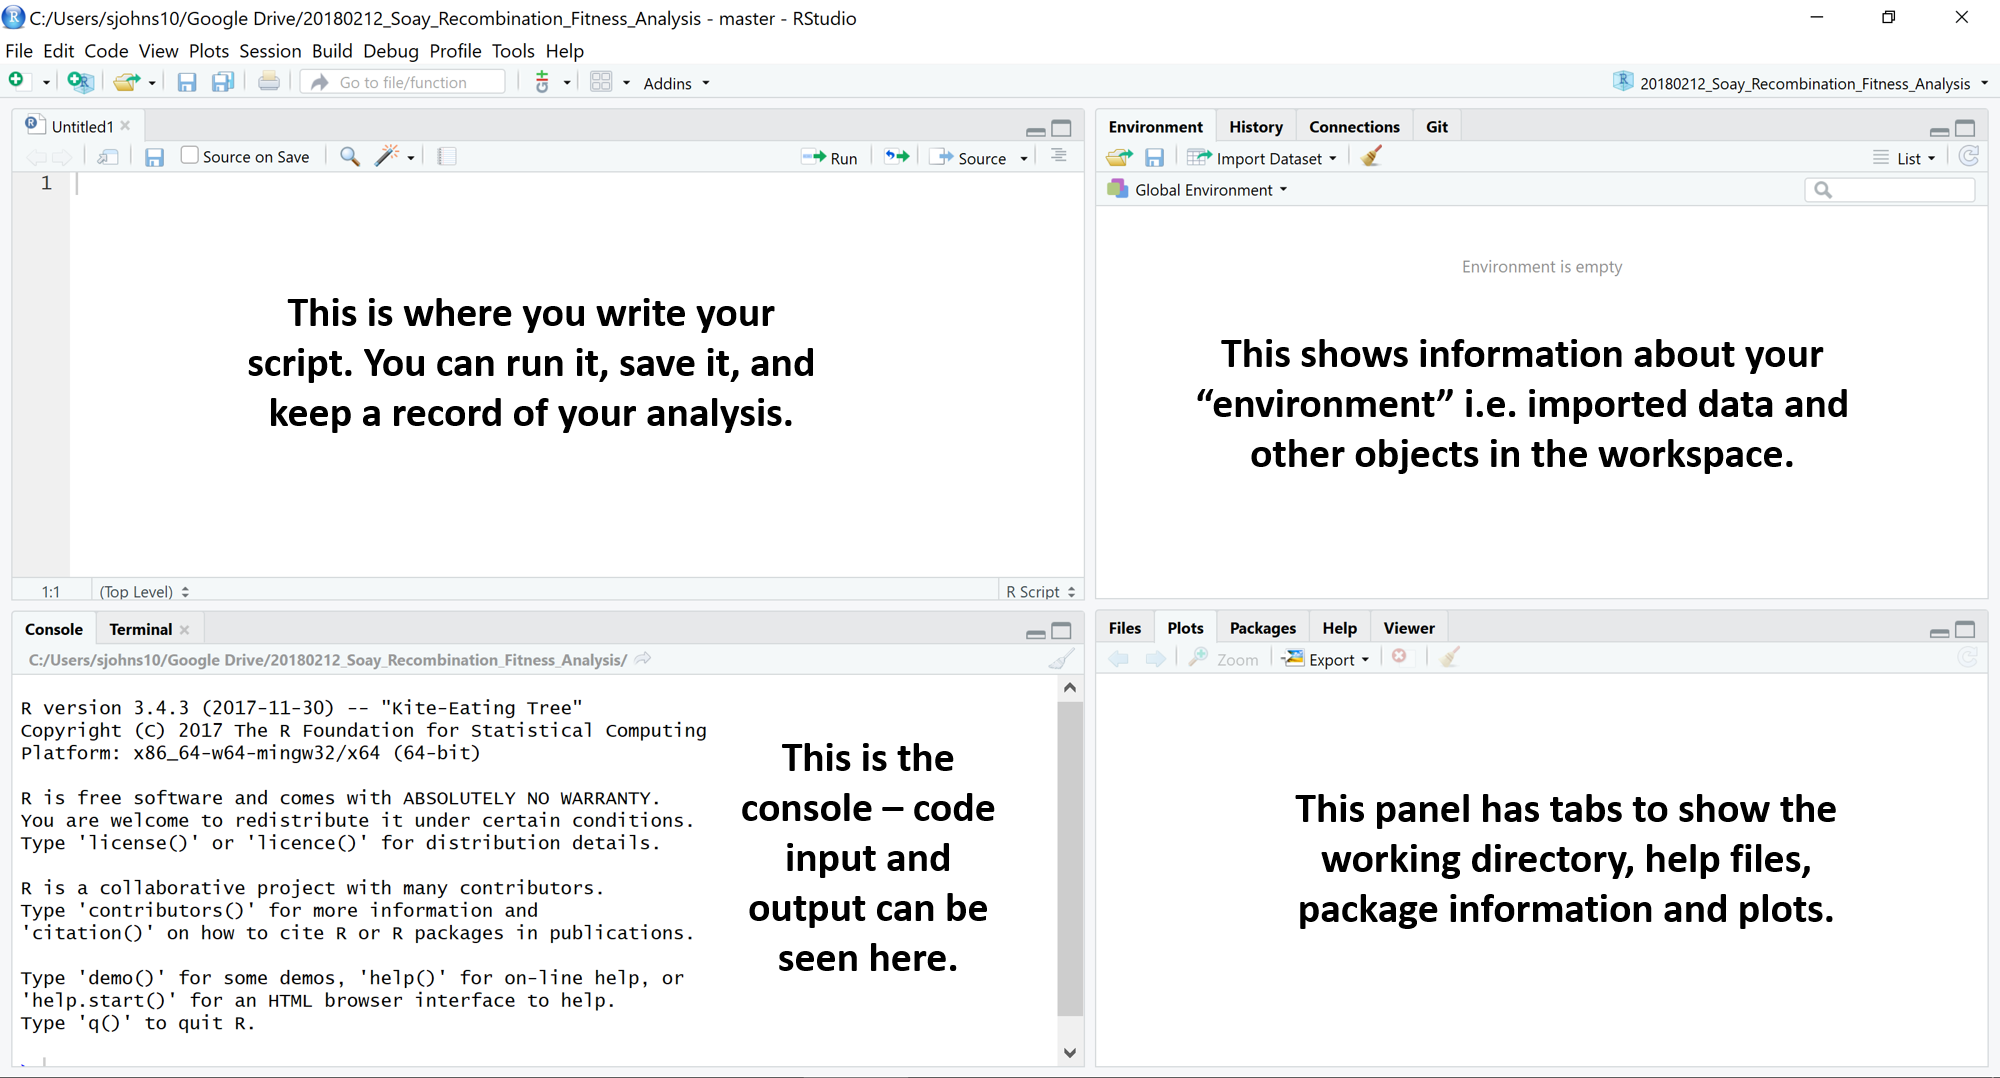 C:/Users/sjohns10/Google Drive/20180212_Soay_Recombination_Fitness_Analysis - master - RStudio
File Edit Code View Plots Session Build Debug Profile Tools Help
Go to file/function Addins 20180212_Soay_Recombination_Fitness_Analysis
Untitled1
Source on Save Run Source
1
This is where you write your
script. You can run it, save it, and
keep a record of your analysis.
1:1 (Top Level) R Script
Environment History Connections Git
Import Dataset List
Global Environment
Environment is empty
This shows information about your
“environment” i.e. imported data and
other objects in the workspace.
Console Terminal
C:/Users/sjohns10/Google Drive/20180212_Soay_Recombination_Fitness_Analysis/
R version 3.4.3 (2017-11-30) -- "Kite-Eating Tree"
Copyright (C) 2017 The R Foundation for Statistical Computing
Platform: x86_64-w64-mingw32/x64 (64-bit)
R is free software and comes with ABSOLUTELY NO WARRANTY.
You are welcome to redistribute it under certain conditions.
Type 'license()' or 'licence()' for distribution details.
R is a collaborative project with many contributors.
Type 'contributors()' for more information and
'citation()' on how to cite R or R packages in publications.
Type 'demo()' for some demos, 'help()' for on-line help, or
'help.start()' for an HTML browser interface to help.
Type 'q()' to quit R.
This is the
console – code
input and
output can be
seen here.
Files Plots Packages Help Viewer
Zoom Export
This panel has tabs to show the
working directory, help files,
package information and plots.